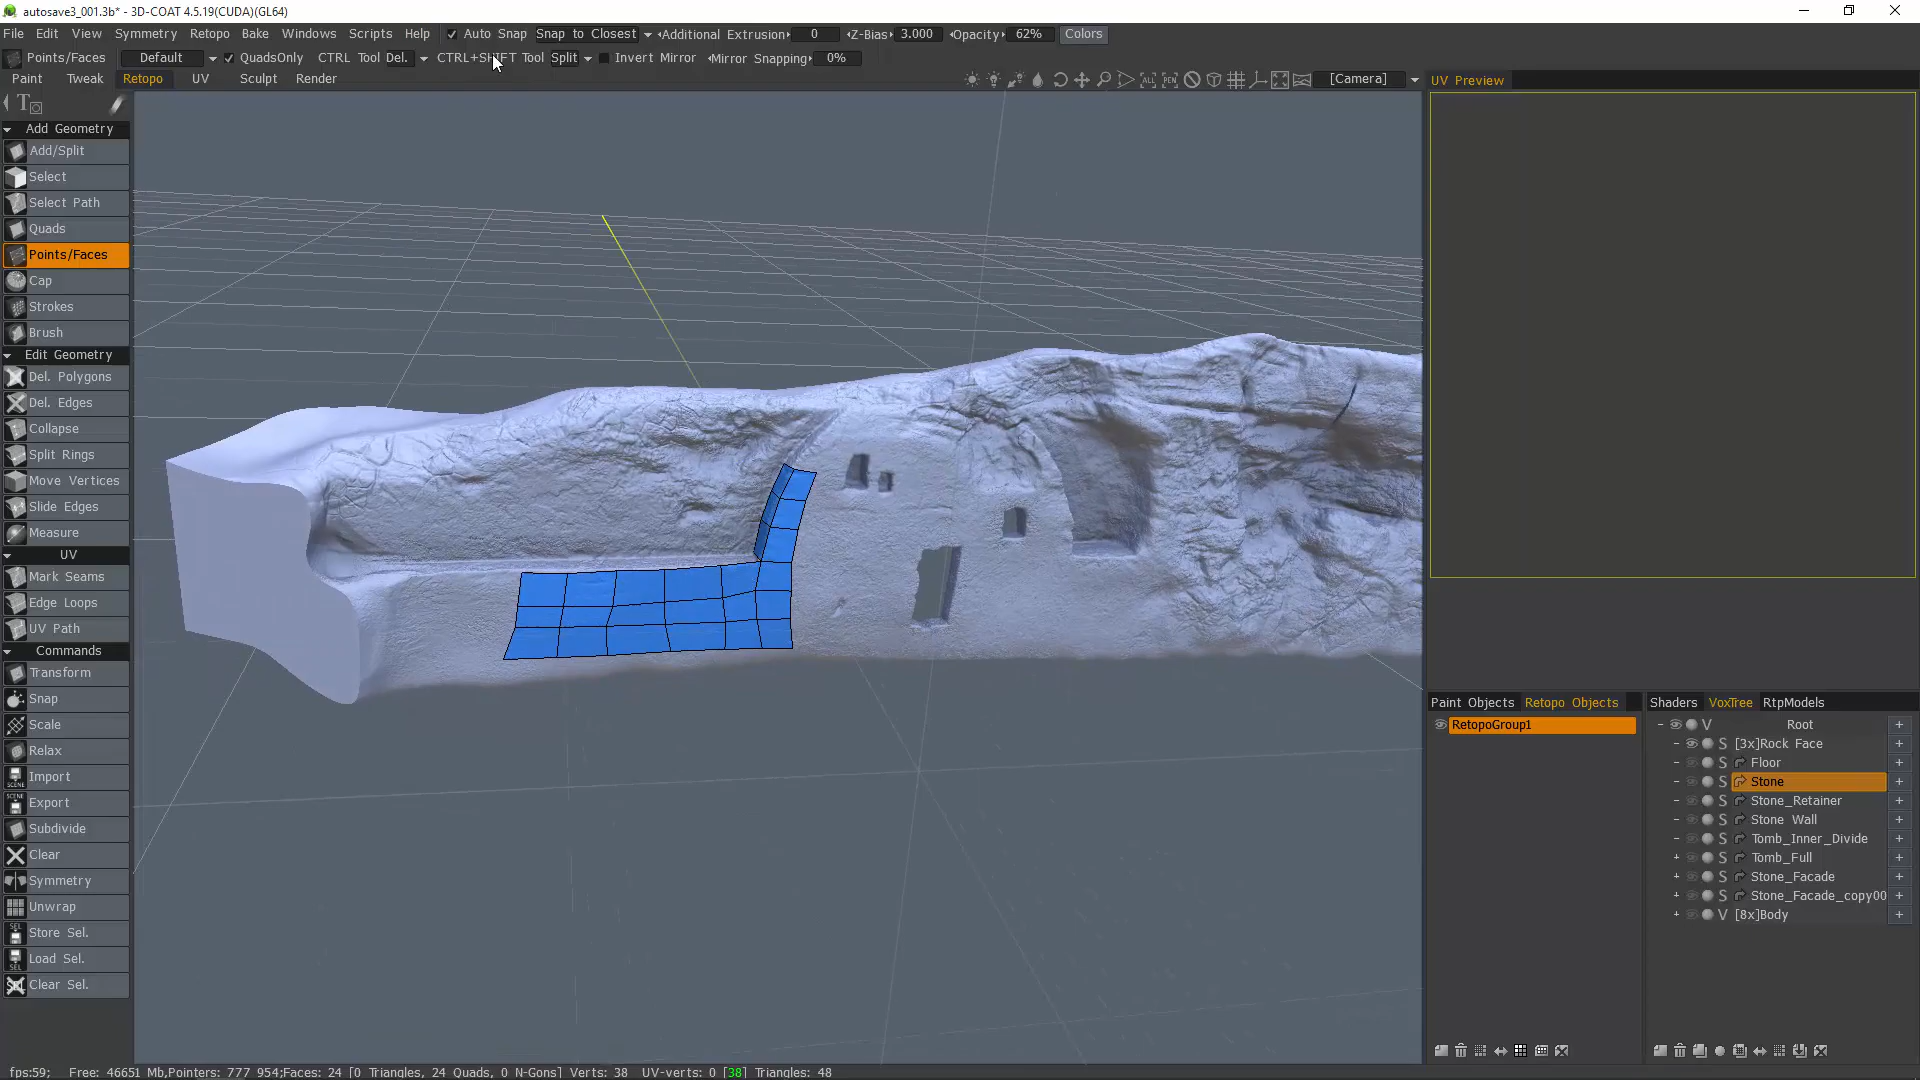 autosave3_001.3b* - 3D-COAT 4.5.19(CUDA)(GL64)
File Edit View Symmetry Retopo Bake Windows Scripts Help Auto Snap Snap to Closest Additional Extrusion 0 Z-Bias 3.000 Opacity 62% Colors
Points/Faces Default QuadsOnly CTRL Tool Del. CTRL+SHIFT Tool Split Invert Mirror Mirror Snapping 0%
Paint Tweak Retopo UV Sculpt Render ALL PEN [Camera] UV Preview
T
Add Geometry
Add/Split
Select
Select Path
Quads
Points/Faces
Cap
Strokes
Brush
Edit Geometry
Del. Polygons
Del. Edges
Collapse
Split Rings
Move Vertices
Slide Edges
Measure
UV
Mark Seams
Edge Loops
UV Path
Commands
Transform
Snap
Scale
Relax
SCENE Import
SCENE Export
Subdivide
Clear
Symmetry
Unwrap
SEL Store Sel.
SEL Load Sel.
SEL Clear Sel.
Paint Objects Retopo Objects
RetopoGroup1
Shaders VoxTree RtpModels
V Root +
S [3x]Rock Face +
S Floor +
S Stone +
S Stone_Retainer +
S Stone Wall +
S Tomb_Inner_Divide +
+ S Tomb_Full +
+ S Stone_Facade +
+ S Stone_Facade_copy00 +
+ V [8x]Body +
fps:59; Free: 46651 Mb,Pointers: 777 954;Faces: 24 [0 Triangles, 24 Quads, 0 N-Gons] Verts: 38 UV-verts: 0 [38] Triangles: 48